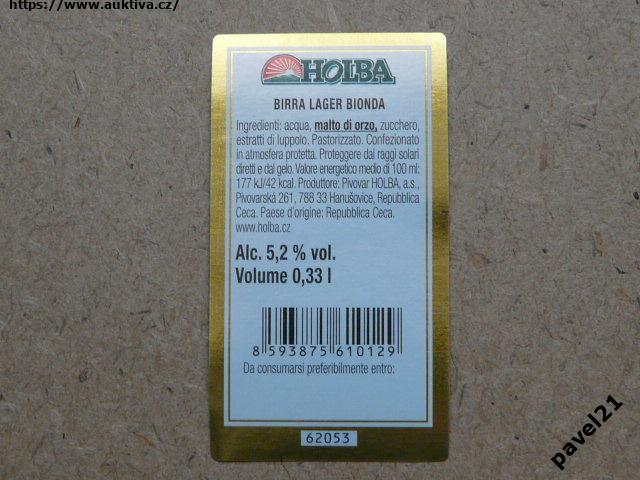 https://www.auktiva.cz/
HOLBA
BIRRA LAGER BIONDA
Ingredienti: acqua, malto di orzo, zucchero,
estratti di luppolo. Pastorizzato. Confezionato
in atmosfera protetta. Proteggere dai raggi solari
diretti e dal gelo. Valore energetico medio di 100 ml:
177 kJ/42 kcal. Produttore: Pivovar HOLBA, a.s.,
Pivovarská 261, 788 33 Hanušovice, Repubblica
Ceca. Paese d'origine: Repubblica Ceca.
www.holba.cz
Alc. 5,2 % vol.
Volume 0,33 l
8 593875 610129
Da consumarsi preferibilmente entro:
62053
pavel21